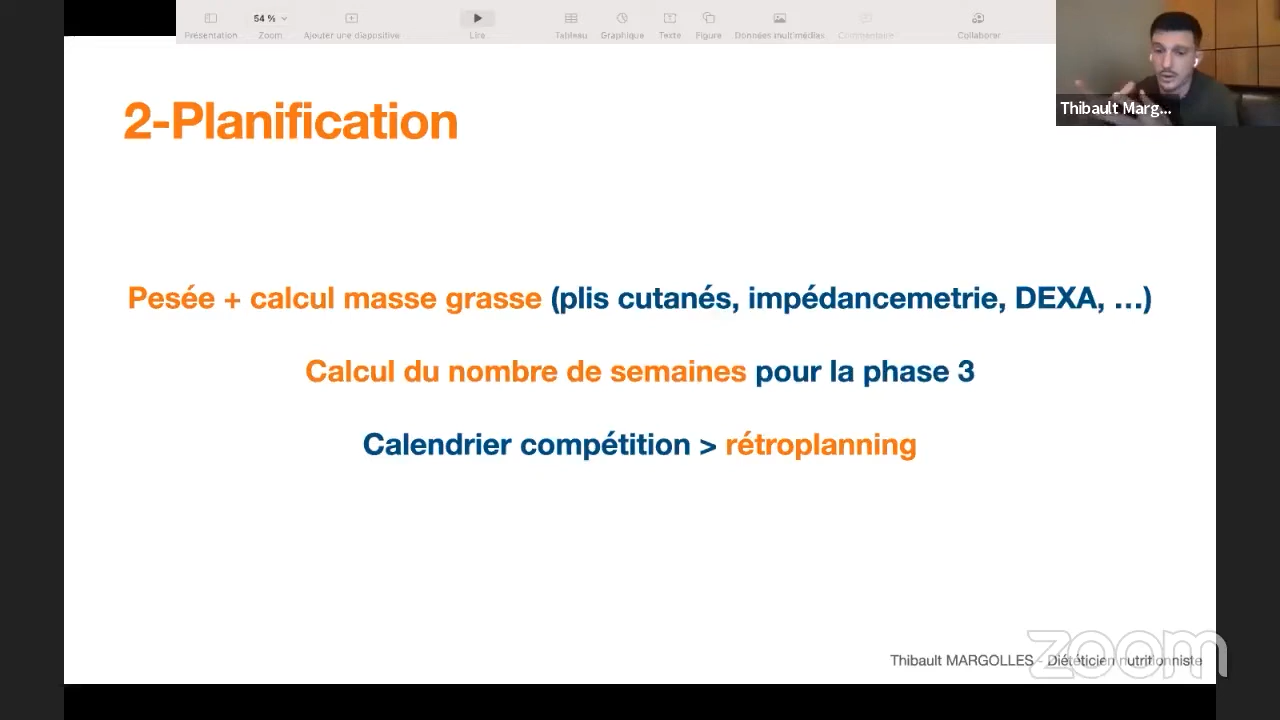 54 %
Présentation
Zoom
Ajouter une diapositive
Lire
Tableau
Graphique
Texte
Figure
Données multimédias
Commentaire
Collaborer
Thibault Marg...
2-Planification
Pesée + calcul masse grasse (plis cutanés, impédancemetrie, DEXA, …)
Calcul du nombre de semaines pour la phase 3
Calendrier compétition > rétroplanning
Thibault MARGOLLES - Diététicien nutritionniste
zoom